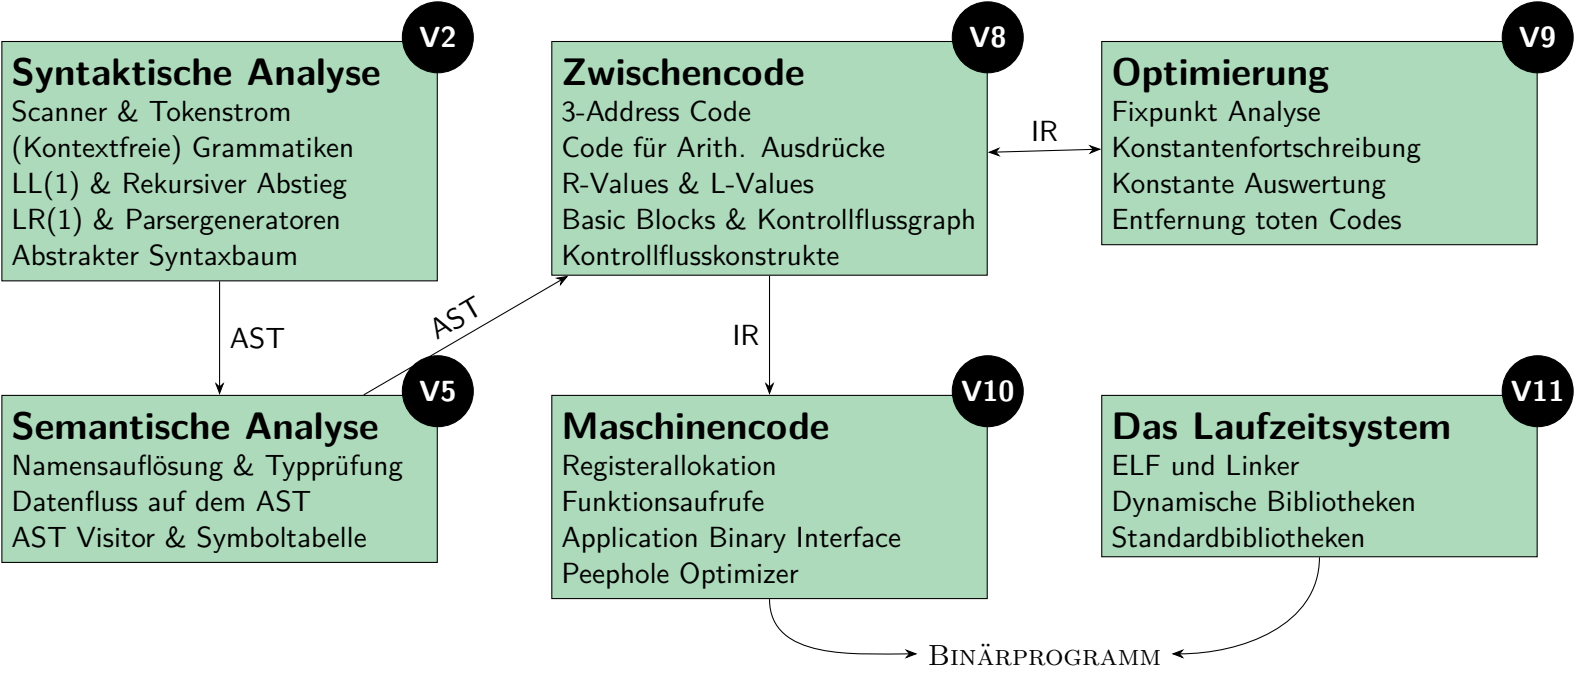 V2
Syntaktische Analyse
Scanner & Tokenstrom
(Kontextfreie) Grammatiken
LL(1) & Rekursiver Abstieg
LR(1) & Parsergeneratoren
Abstrakter Syntaxbaum
V8
Zwischencode
3-Address Code
Code für Arith. Ausdrücke
R-Values & L-Values
Basic Blocks & Kontrollflussgraph
Kontrollflusskonstrukte
IR
V9
Optimierung
Fixpunkt Analyse
Konstantenfortschreibung
Konstante Auswertung
Entfernung toten Codes
AST
AST
IR
V5
Semantische Analyse
Namensauflösung & Typprüfung
Datenfluss auf dem AST
AST Visitor & Symboltabelle
V10
Maschinencode
Registerallokation
Funktionsaufrufe
Application Binary Interface
Peephole Optimizer
V11
Das Laufzeitsystem
ELF und Linker
Dynamische Bibliotheken
Standardbibliotheken
BINÄRPROGRAMM